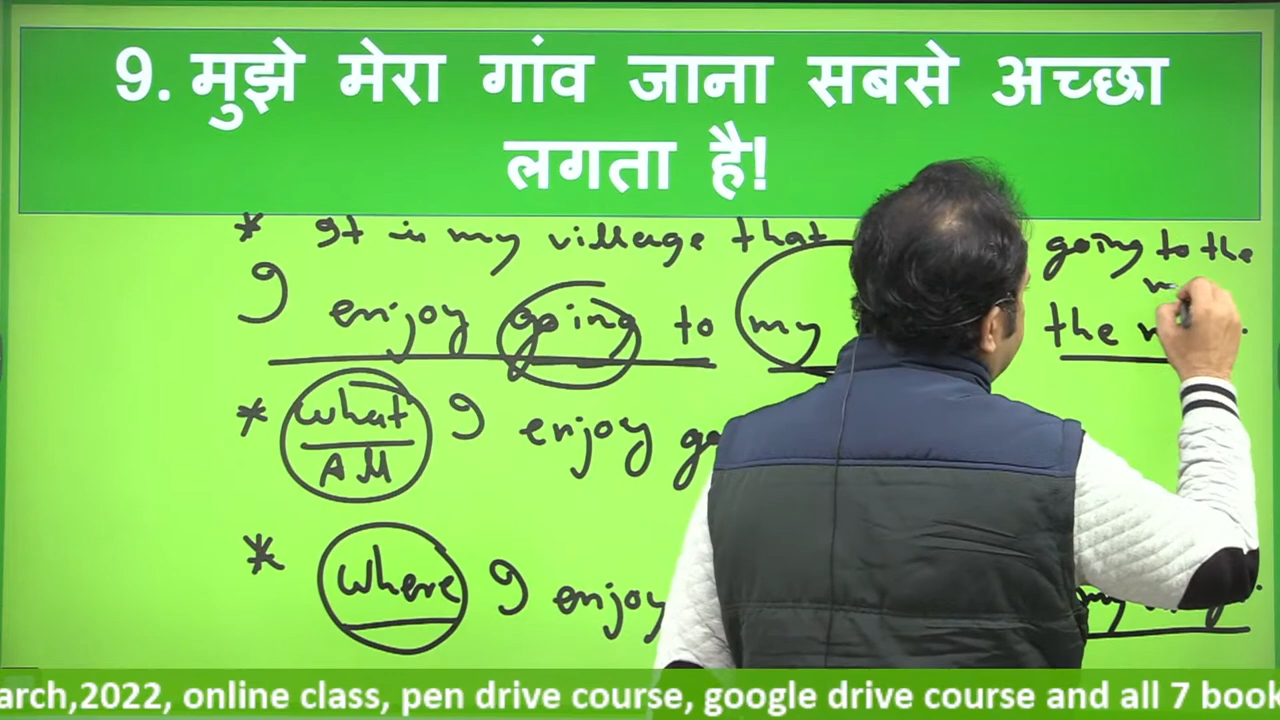 9. मुझे मेरा गांव जाना सबसे अच्छा
लगता है!
* It is my village that going to the
I enjoy going to my the
* What I enjoy
AM
* Where I enjoy my
arch,2022, online class, pen drive course, google drive course and all 7 book